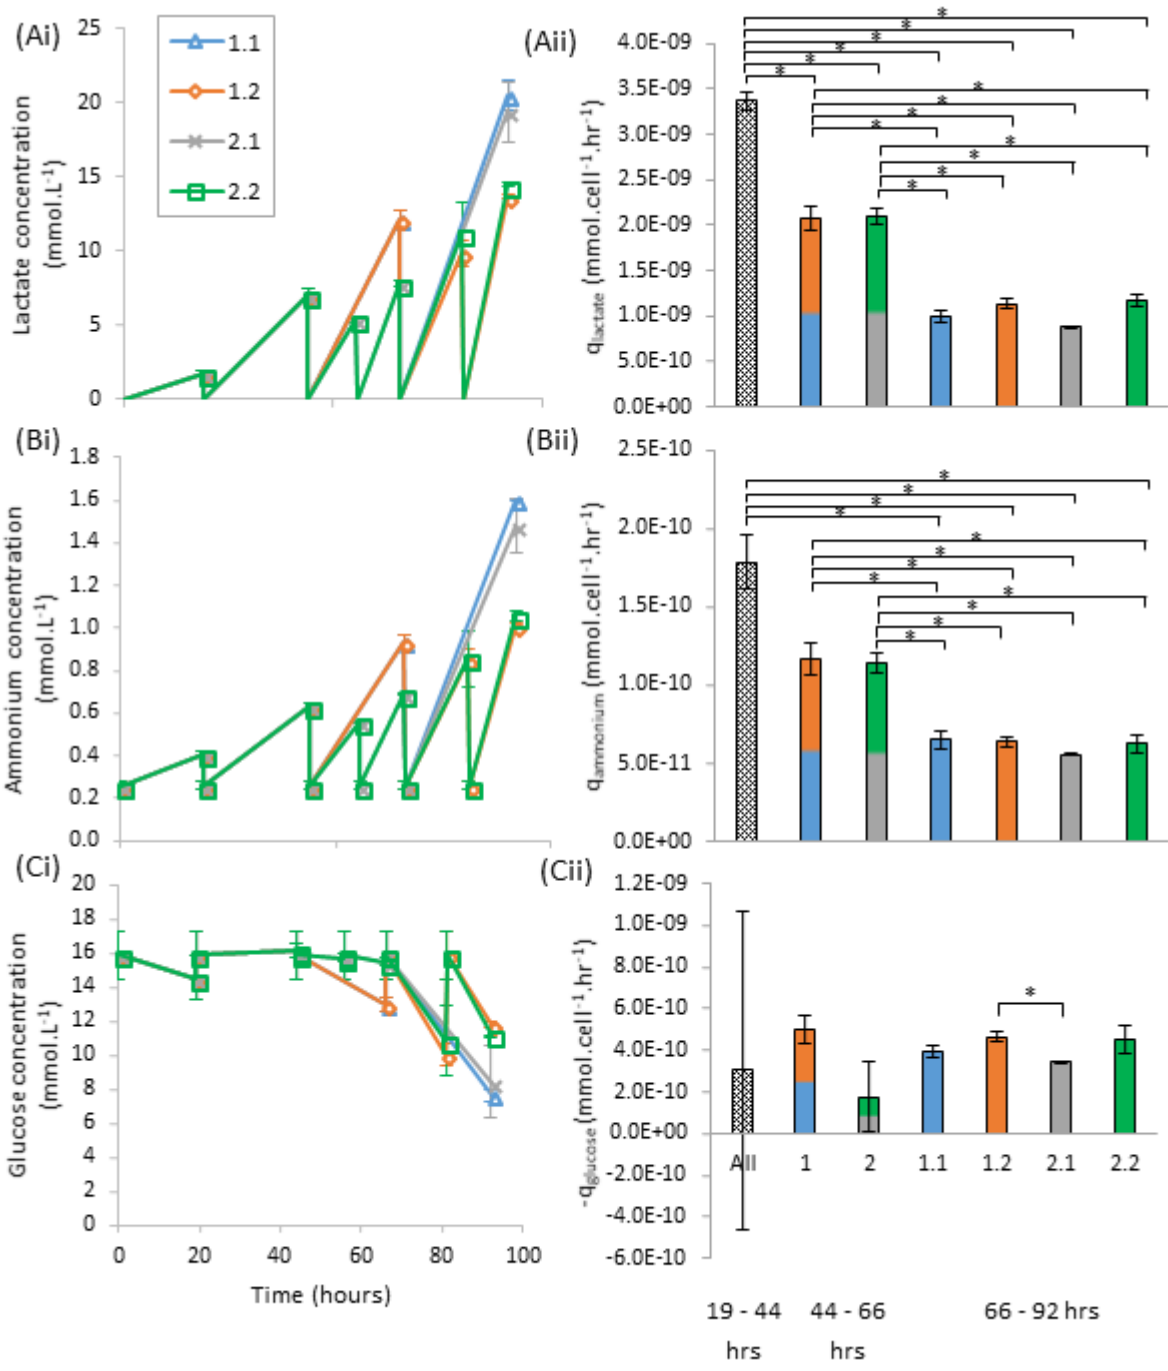 (Ai)
25
20
15
10
5
0
Lactate concentration
(mmol.L⁻¹)
1.1
1.2
2.1
2.2
(Aii)
4.0E-09
3.5E-09
3.0E-09
2.5E-09
2.0E-09
1.5E-09
1.0E-09
5.0E-10
0.0E+00
qlactate (mmol.cell⁻¹.hr⁻¹)
* * * * * *
* * * *
* * * *
(Bi)
1.8
1.6
1.4
1.2
1.0
0.8
0.6
0.4
0.2
0.0
Ammonium concentration
(mmol.L⁻¹)
(Bii)
2.5E-10
2.0E-10
1.5E-10
1.0E-10
5.0E-11
0.0E+00
qammonium (mmol.cell⁻¹.hr⁻¹)
* * * *
* * * *
* * * *
(Ci)
20
18
16
14
12
10
8
6
4
2
0
Glucose concentration
(mmol.L⁻¹)
0 20 40 60 80 100
Time (hours)
(Cii)
1.2E-09
1.0E-09
8.0E-10
6.0E-10
4.0E-10
2.0E-10
0.0E+00
-2.0E-10
-4.0E-10
-6.0E-10
-qglucose (mmol.cell⁻¹.hr⁻¹)
*
All 1 2 1.1 1.2 2.1 2.2
19 - 44
hrs
44 - 66
hrs
66 - 92 hrs